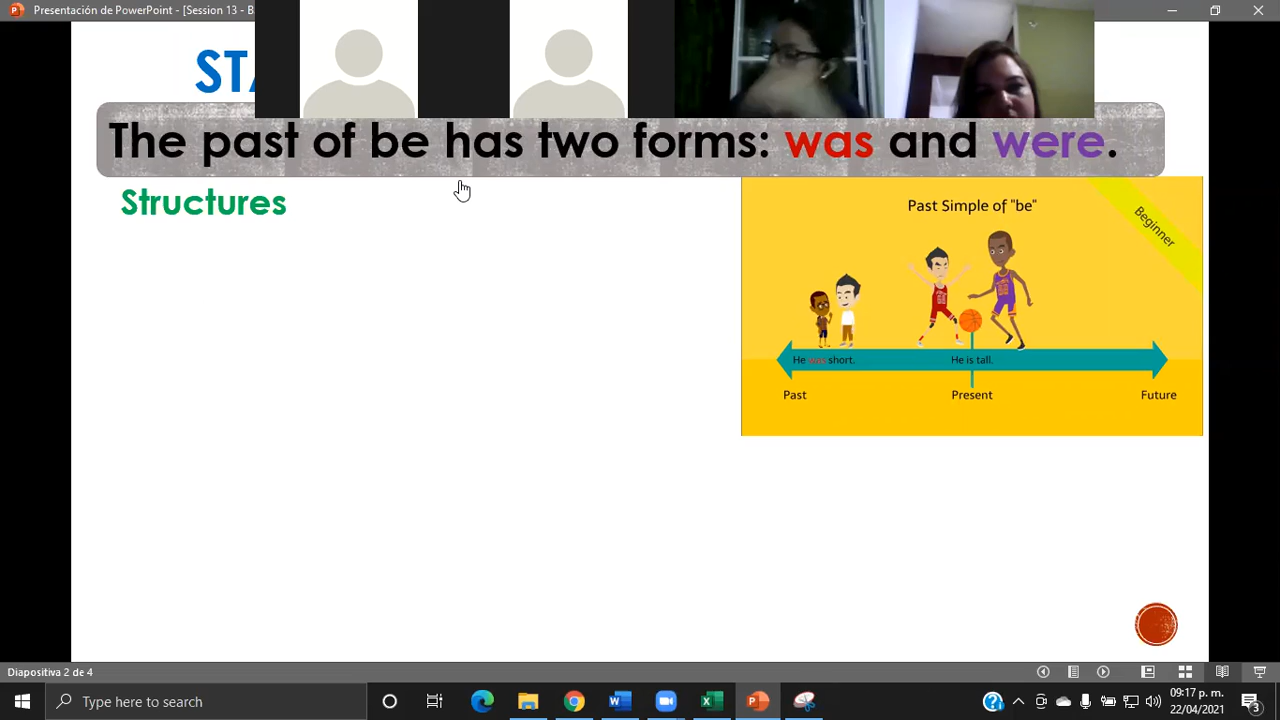 Presentación de PowerPoint - [Session 13 - B
STA
The past of be has two forms: was and were.
Structures
Past Simple of "be"
Beginner
He was short.
He is tall.
Past
Present
Future
Diapositiva 2 de 4
Type here to search
09:17 p. m.
22/04/2021
3